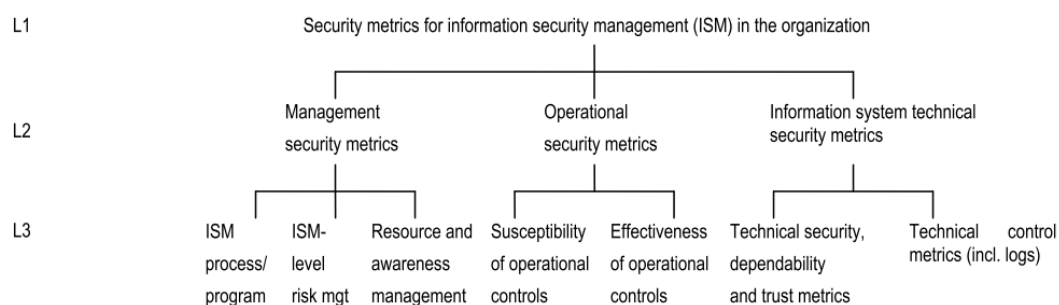 L1
Security metrics for information security management (ISM) in the organization
L2
Management
security metrics
Operational
security metrics
Information system technical
security metrics
L3
ISM
process/
program
ISM-
level
risk mgt
Resource and
awareness
management
Susceptibility
of operational
controls
Effectiveness
of operational
controls
Technical security,
dependability
and trust metrics
Technical control
metrics (incl. logs)